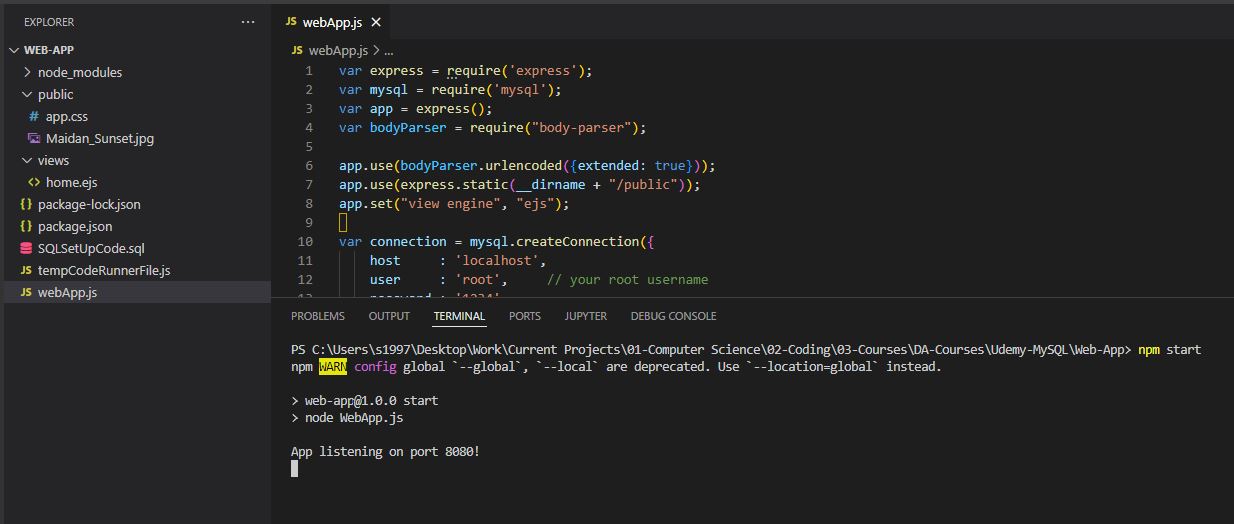 EXPLORER
WEB-APP
node_modules
public
# app.css
Maidan_Sunset.jpg
views
<> home.ejs
{} package-lock.json
{} package.json
SQLSetUpCode.sql
JS tempCodeRunnerFile.js
JS webApp.js
JS webApp.js ×
JS webApp.js > ...
1 var express = require('express');
2 var mysql = require('mysql');
3 var app = express();
4 var bodyParser = require("body-parser");
5
6 app.use(bodyParser.urlencoded({extended: true}));
7 app.use(express.static(__dirname + "/public"));
8 app.set("view engine", "ejs");
9
10 var connection = mysql.createConnection({
11 host : 'localhost',
12 user : 'root', // your root username
13 password : '1234'
PROBLEMS OUTPUT TERMINAL PORTS JUPYTER DEBUG CONSOLE
PS C:\Users\s1997\Desktop\Work\Current Projects\01-Computer Science\02-Coding\03-Courses\DA-Courses\Udemy-MySQL\Web-App> npm start
npm WARN config global `--global`, `--local` are deprecated. Use `--location=global` instead.
> web-app@1.0.0 start
> node WebApp.js
App listening on port 8080!